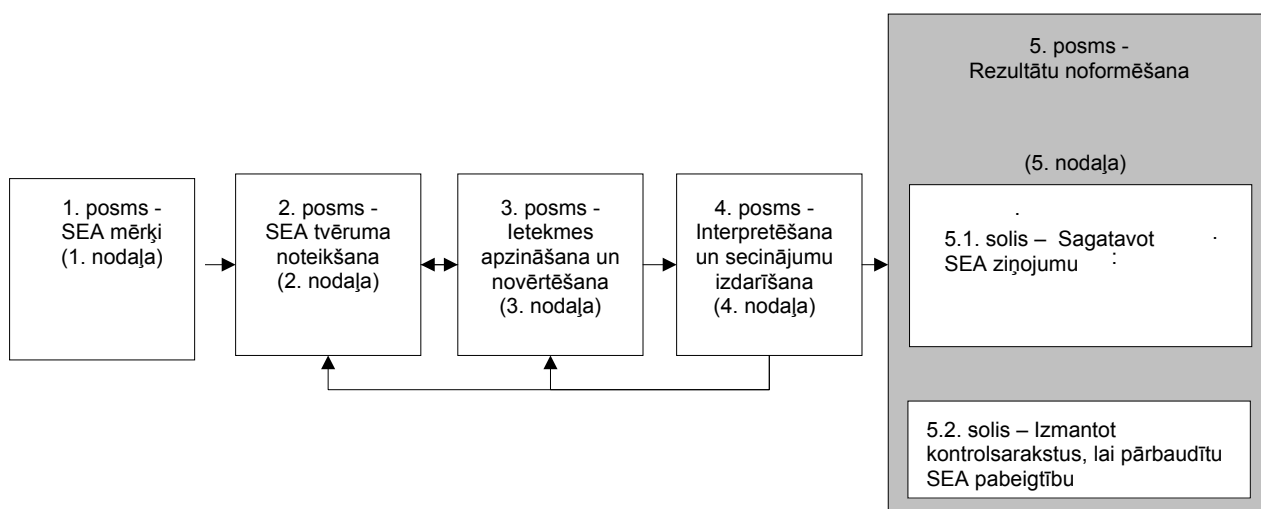 1. posms -
SEA mērķi
(1. nodaļa)
2. posms -
SEA tvēruma
noteikšana
(2. nodaļa)
3. posms -
Ietekmes
apzināšana un
novērtēšana
(3. nodaļa)
4. posms -
Interpretēšana
un secinājumu
izdarīšana
(4. nodaļa)
5. posms -
Rezultātu noformēšana
(5. nodaļa)
5.1. solis – Sagatavot
SEA ziņojumu
5.2. solis – Izmantot
kontrolsarakstus, lai pārbaudītu
SEA pabeigtību